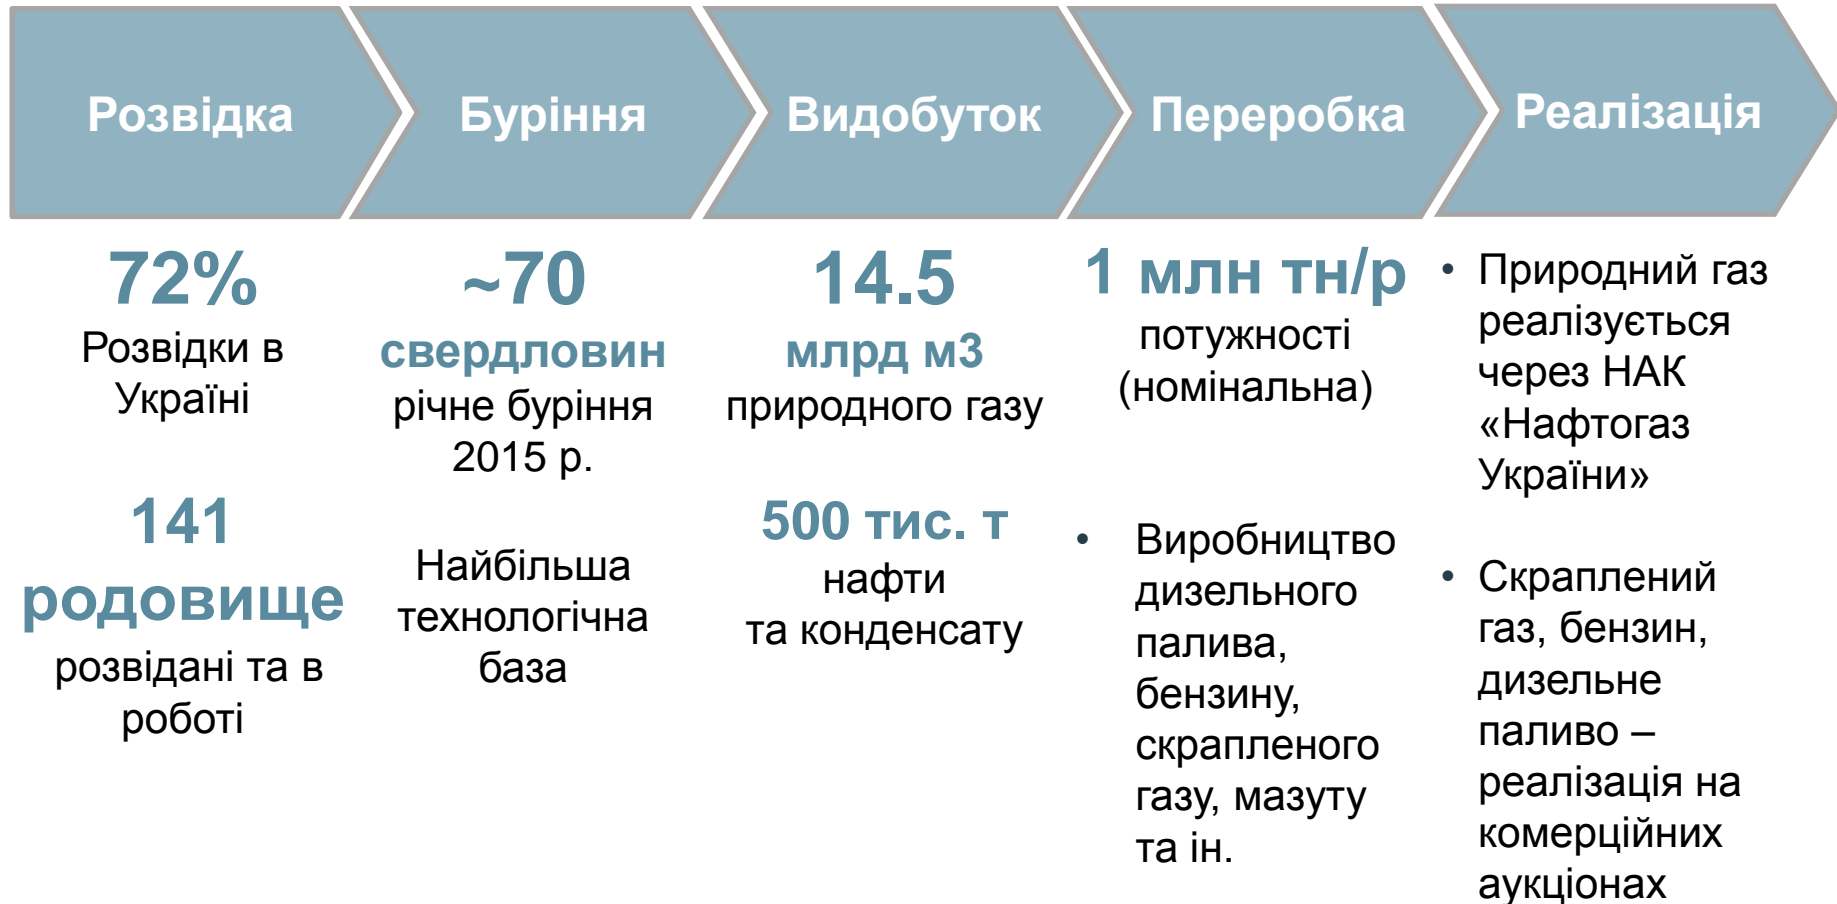 Розвідка
Буріння
Видобуток
Переробка
Реалізація
72%
Розвідки в
Україні
141
родовище
розвідані та в
роботі
~70
свердловин
річне буріння
2015 р.
Найбільша
технологічна
база
14.5
млрд м3
природного газу
500 тис. т
нафти
та конденсату
1 млн тн/р
потужності
(номінальна)
• Виробництво
дизельного
палива,
бензину,
скрапленого
газу, мазуту
та ін.
• Природний газ
реалізується
через НАК
«Нафтогаз
України»
• Скраплений
газ, бензин,
дизельне
паливо –
реалізація на
комерційних
аукціонах